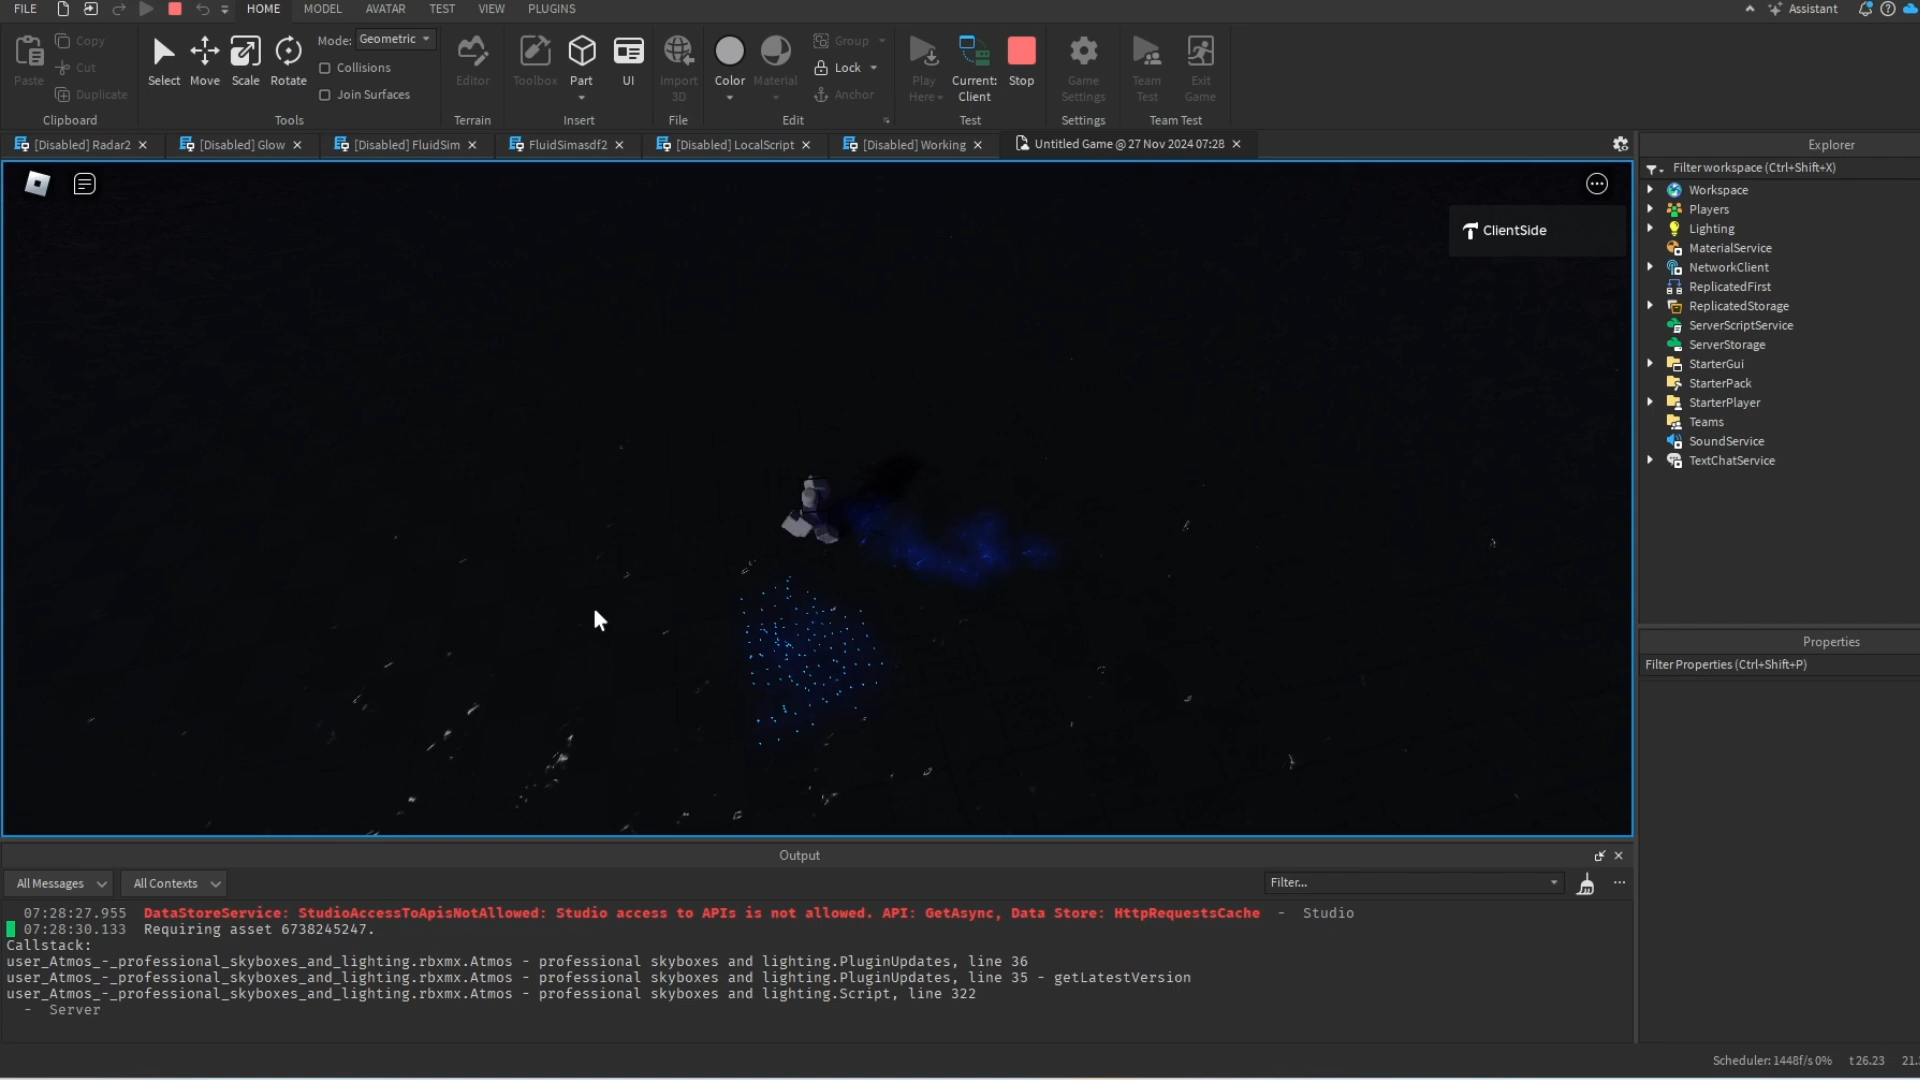 FILE HOME MODEL AVATAR TEST VIEW PLUGINS Assistant
Paste Copy Cut Duplicate Clipboard
Select Move Scale Rotate Mode: Geometric Collisions Join Surfaces Tools
Editor Terrain
Toolbox Part UI Insert
Import 3D File
Color Material Group Lock Anchor Edit
Play Here Current: Client Stop Test
Game Settings Settings
Team Test Exit Game Team Test
[Disabled] Radar2 [Disabled] Glow [Disabled] FluidSim FluidSimasdf2 [Disabled] LocalScript [Disabled] Working Untitled Game @ 27 Nov 2024 07:28
ClientSide
Explorer
Filter workspace (Ctrl+Shift+X)
Workspace
Players
Lighting
MaterialService
NetworkClient
ReplicatedFirst
ReplicatedStorage
ServerScriptService
ServerStorage
StarterGui
StarterPack
StarterPlayer
Teams
SoundService
TextChatService
Properties
Filter Properties (Ctrl+Shift+P)
Output
All Messages All Contexts Filter...
07:28:27.955 DataStoreService: StudioAccessToApisNotAllowed: Studio access to APIs is not allowed. API: GetAsync, Data Store: HttpRequestsCache - Studio
07:28:30.133 Requiring asset 6738245247.
Callstack:
user_Atmos_-_professional_skyboxes_and_lighting.rbxmx.Atmos - professional skyboxes and lighting.PluginUpdates, line 36
user_Atmos_-_professional_skyboxes_and_lighting.rbxmx.Atmos - professional skyboxes and lighting.PluginUpdates, line 35 - getLatestVersion
user_Atmos_-_professional_skyboxes_and_lighting.rbxmx.Atmos - professional skyboxes and lighting.Script, line 322
- Server
Scheduler: 1448f/s 0% t 26.23 21.